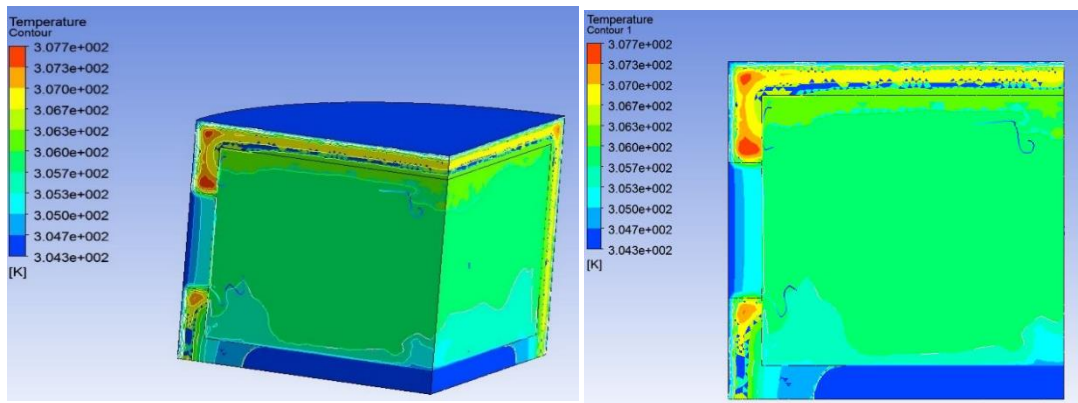 Temperature
Contour
3.077e+002
3.073e+002
3.070e+002
3.067e+002
3.063e+002
3.060e+002
3.057e+002
3.053e+002
3.050e+002
3.047e+002
3.043e+002
[K]
Temperature
Contour 1
3.077e+002
3.073e+002
3.070e+002
3.067e+002
3.063e+002
3.060e+002
3.057e+002
3.053e+002
3.050e+002
3.047e+002
3.043e+002
[K]